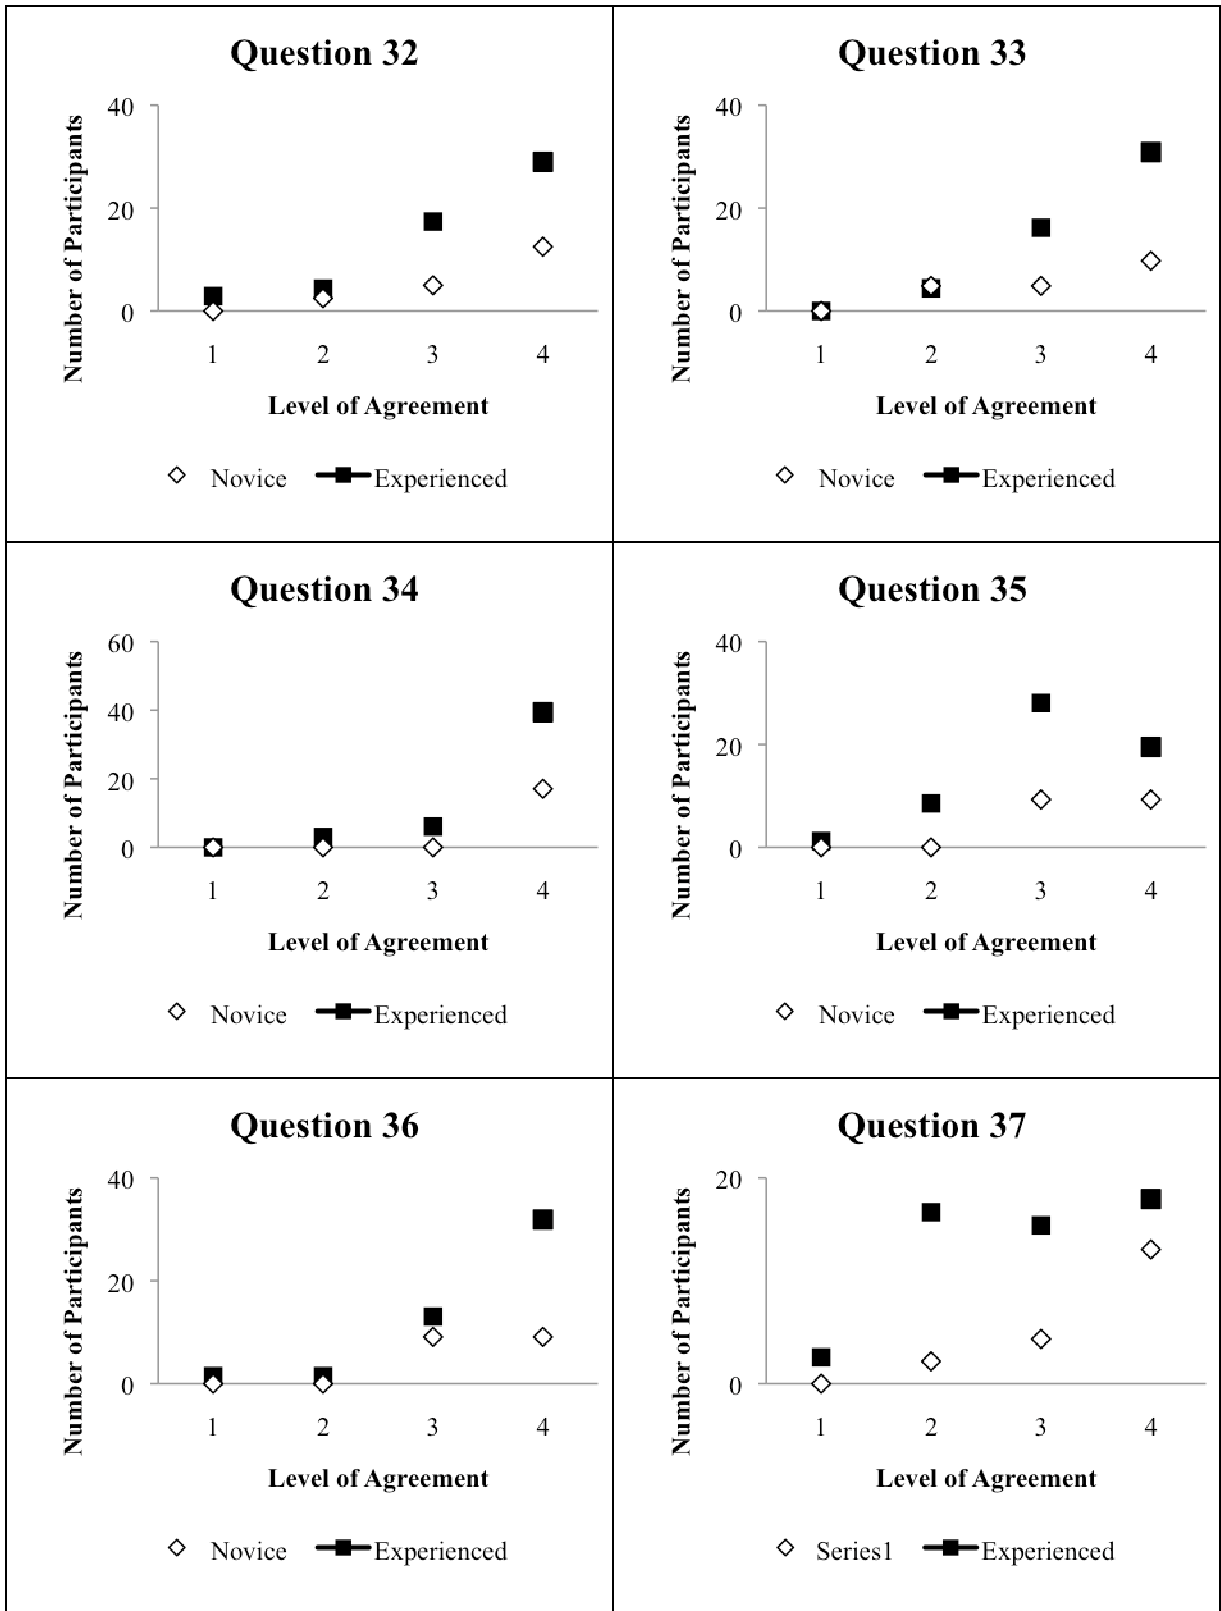 Question 32
Number of Participants
40
20
0
1 2 3 4
Level of Agreement
Novice Experienced
Question 33
Number of Participants
40
20
0
1 2 3 4
Level of Agreement
Novice Experienced
Question 34
Number of Participants
60
40
20
0
1 2 3 4
Level of Agreement
Novice Experienced
Question 35
Number of Participants
40
20
0
1 2 3 4
Level of Agreement
Novice Experienced
Question 36
Number of Participants
40
20
0
1 2 3 4
Level of Agreement
Novice Experienced
Question 37
Number of Participants
20
0
1 2 3 4
Level of Agreement
Series1 Experienced